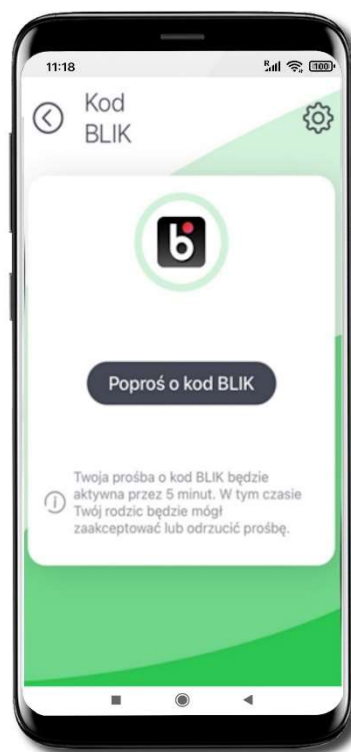 11:18
R
100
Kod
BLIK
b
Poproś o kod BLIK
Twoja prośba o kod BLIK będzie
aktywna przez 5 minut. W tym czasie
Twój rodzic będzie mógł
zaakceptować lub odrzucić prośbę.